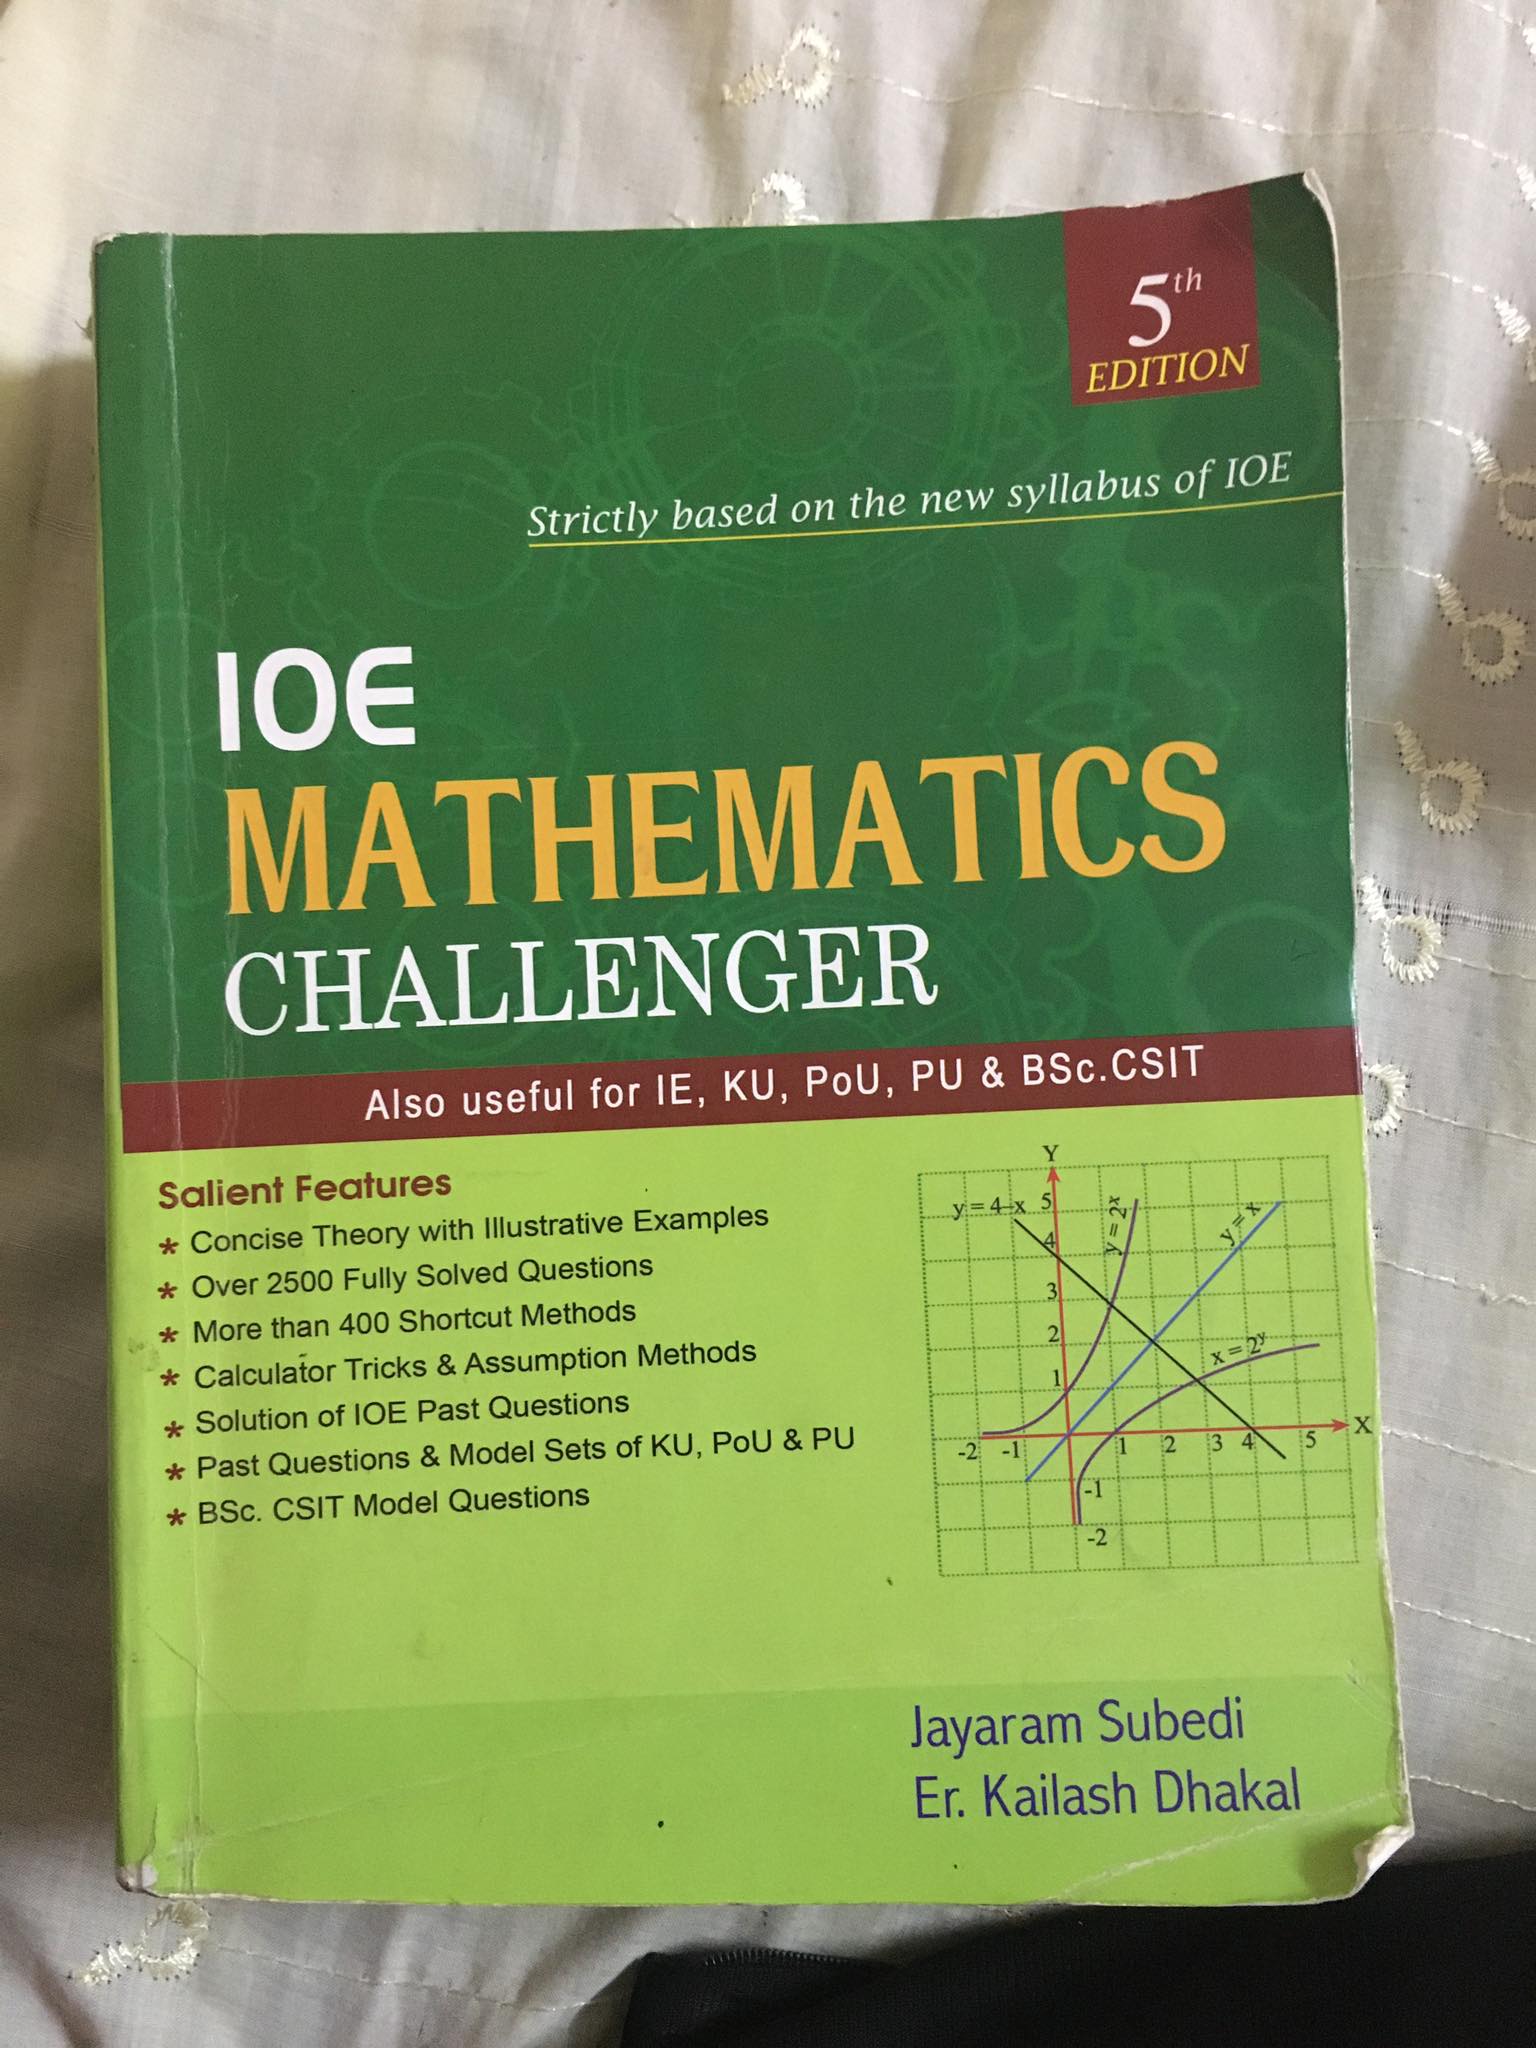 5th
EDITION
Strictly based on the new syllabus of IOE
IOE
MATHEMATICS
CHALLENGER
Also useful for IE, KU, PoU, PU & BSc.CSIT
Salient Features
* Concise Theory with Illustrative Examples
* Over 2500 Fully Solved Questions
* More than 400 Shortcut Methods
* Calculator Tricks & Assumption Methods
* Solution of IOE Past Questions
* Past Questions & Model Sets of KU, PoU & PU
* BSc. CSIT Model Questions
Y
y = 4-x
5
y = 2ˣ
y = x
4
3
2
x = 2ʸ
1
X
-2 -1 1 2 3 4 5
-1
-2
Jayaram Subedi
Er. Kailash Dhakal